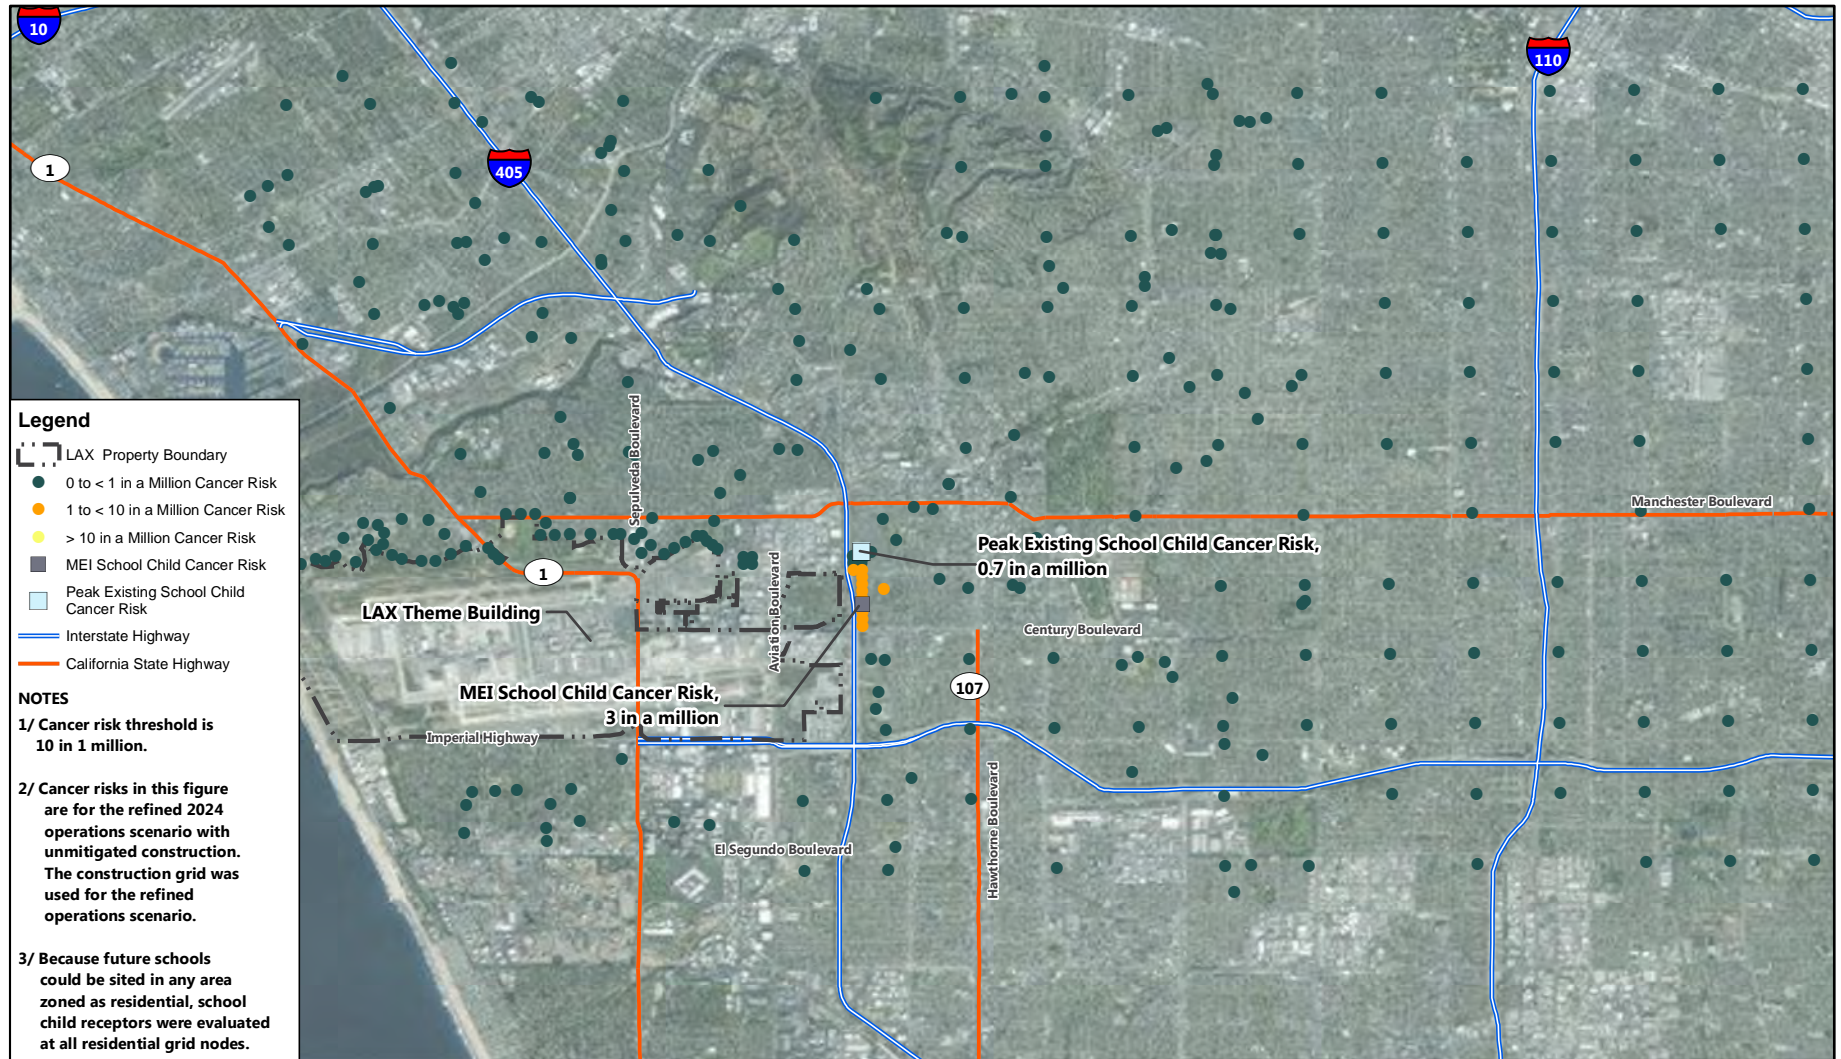 10
110
1
405
Sepulveda Boulevard
Manchester Boulevard
Peak Existing School Child Cancer Risk,
0.7 in a million
1
Aviation Boulevard
LAX Theme Building
Century Boulevard
107
MEI School Child Cancer Risk,
3 in a million
Imperial Highway
Hawthorne Boulevard
El Segundo Boulevard
Legend
LAX Property Boundary
0 to < 1 in a Million Cancer Risk
1 to < 10 in a Million Cancer Risk
> 10 in a Million Cancer Risk
MEI School Child Cancer Risk
Peak Existing School Child
Cancer Risk
Interstate Highway
California State Highway
NOTES
1/ Cancer risk threshold is
10 in 1 million.
2/ Cancer risks in this figure
are for the refined 2024
operations scenario with
unmitigated construction.
The construction grid was
used for the refined
operations scenario.
3/ Because future schools
could be sited in any area
zoned as residential, school
child receptors were evaluated
at all residential grid nodes.